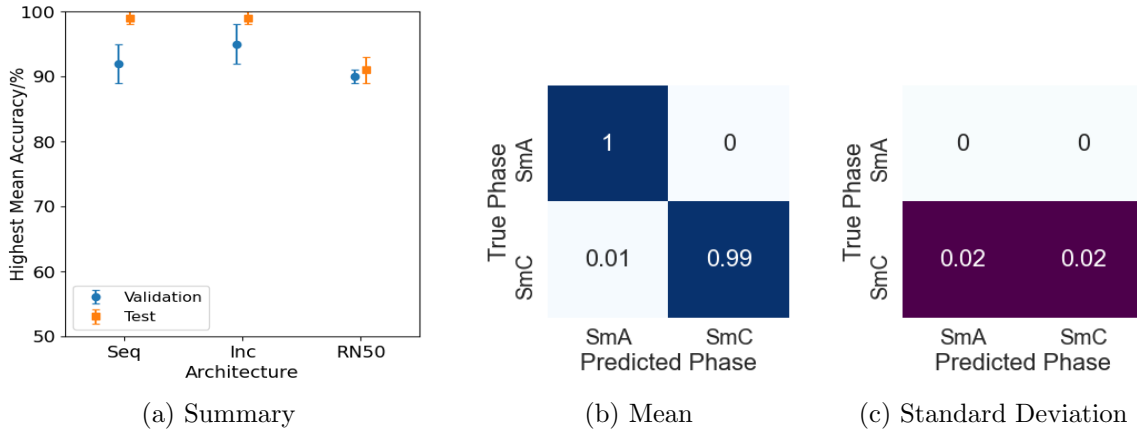 Highest Mean Accuracy/%
100
90
80
70
60
50
Validation
Test
Seq
Inc
RN50
Architecture
(a) Summary
True Phase
SmA
SmC
1
0
0.01
0.99
SmA
SmC
Predicted Phase
(b) Mean
True Phase
SmA
SmC
0
0
0.02
0.02
SmA
SmC
Predicted Phase
(c) Standard Deviation